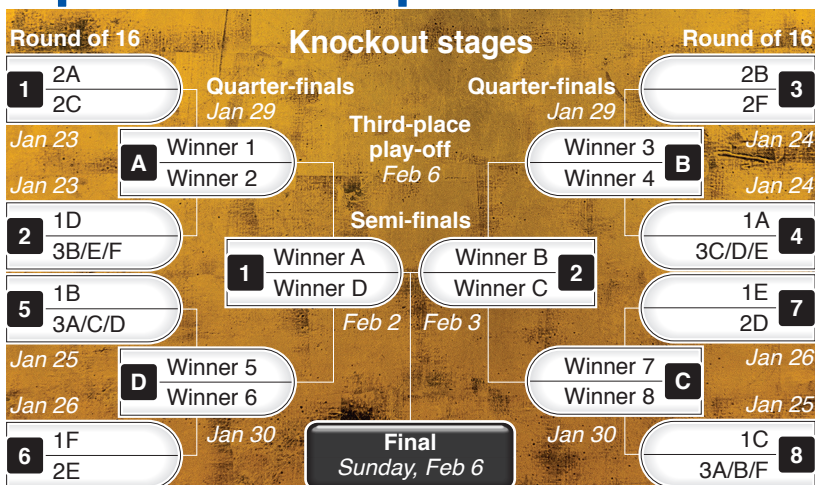 Round of 16
Knockout stages
Round of 16
1
2A
2C
Jan 23
Quarter-finals
Jan 29
A
Winner 1
Winner 2
Jan 23
2
1D
3B/E/F
5
1B
3A/C/D
Jan 25
D
Winner 5
Winner 6
Jan 30
Jan 26
6
1F
2E
Third-place
play-off
Feb 6
Semi-finals
1
Winner A
Winner D
Feb 2
Winner B
Winner C
2
Feb 3
Final
Sunday, Feb 6
Quarter-finals
Jan 29
2B
2F
3
Jan 24
Winner 3
Winner 4
B
Jan 24
1A
3C/D/E
4
1E
2D
7
Jan 26
Winner 7
Winner 8
C
Jan 30
Jan 25
1C
3A/B/F
8